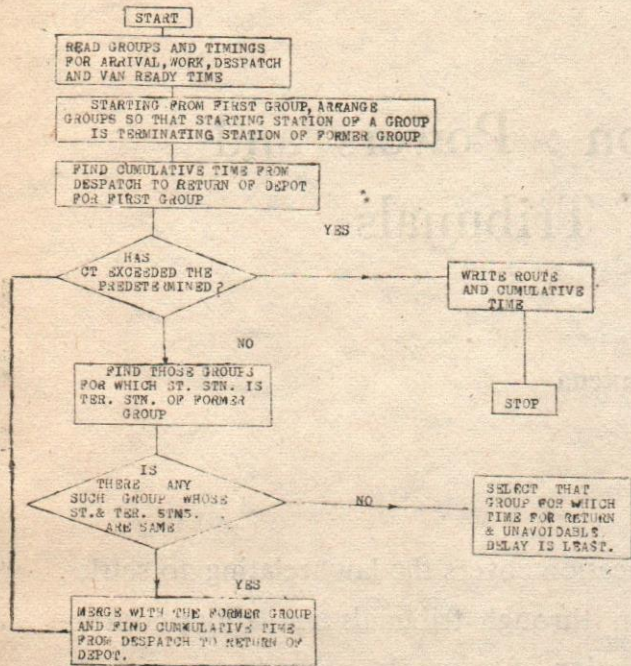 START
READ GROUPS AND TIMINGS
FOR ARRIVAL, WORK, DESPATCH
AND VAN READY TIME
STARTING FROM FIRST GROUP, ARRANGE
GROUPS SO THAT STARTING STATION OF A GROUP
IS TERMINATING STATION OF FORMER GROUP
FIND CUMULATIVE TIME FROM
DESPATCH TO RETURN OF DEPOT
FOR FIRST GROUP
YES
HAS
CT EXCEEDED THE
PREDETERMINED?
WRITE ROUTE
AND CUMULATIVE
TIME
NO
FIND THOSE GROUPS
FOR WHICH ST. STN. IS
TER. STN. OF FORMER
GROUP
STOP
IS
THERE ANY
SUCH GROUP WHOSE
ST.& TER. STNS.
ARE SAME
NO
SELECT THAT
GROUP FOR WHICH
TIME FOR RETURN
& UNAVOIDABLE
DELAY IS LEAST.
YES
MERGE WITH THE FORMER GROUP
AND FIND CUMMULATIVE TIME
FROM DESPATCH TO RETURN OF
DEPOT.